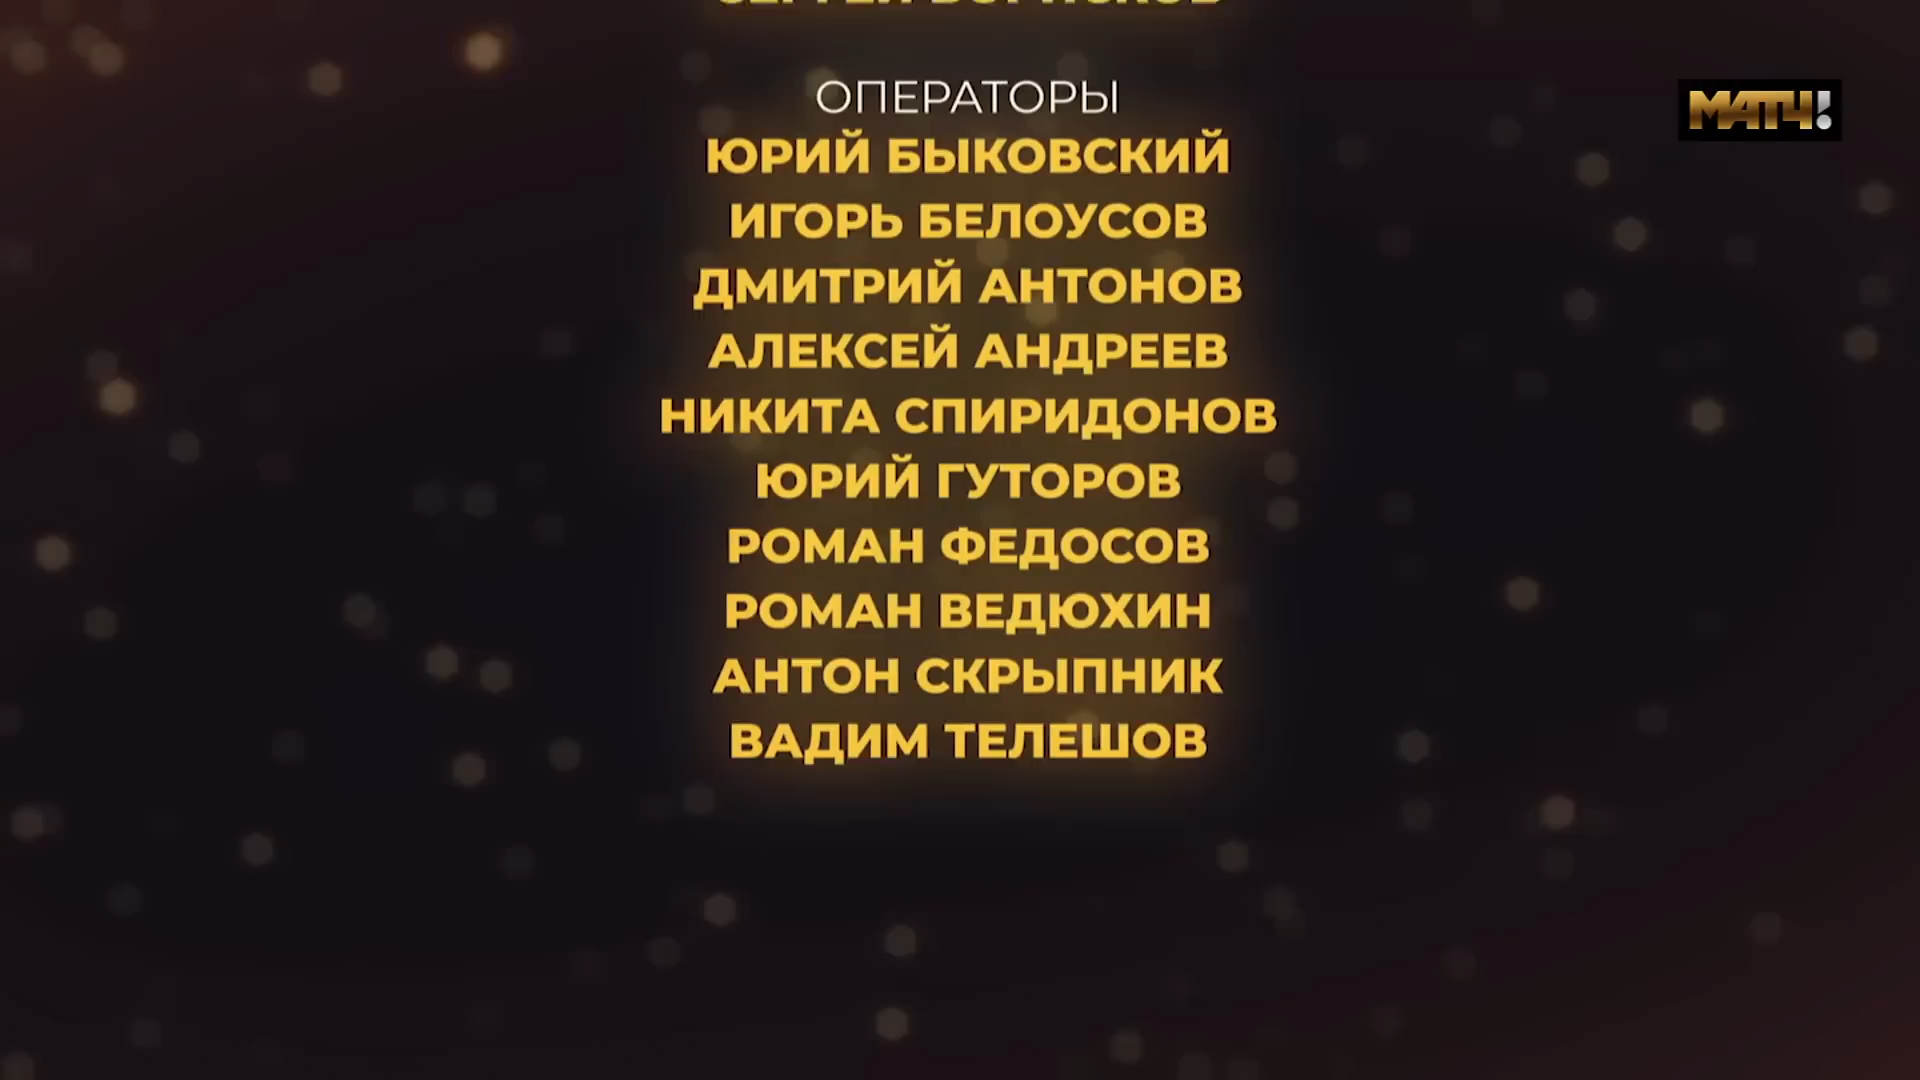 ОПЕРАТОРЫ
МАТЧ!
ЮРИЙ БЫКОВСКИЙ
ИГОРЬ БЕЛОУСОВ
ДМИТРИЙ АНТОНОВ
АЛЕКСЕЙ АНДРЕЕВ
НИКИТА СПИРИДОНОВ
ЮРИЙ ГУТОРОВ
РОМАН ФЕДОСОВ
РОМАН ВЕДЮХИН
АНТОН СКРЫПНИК
ВАДИМ ТЕЛЕШОВ